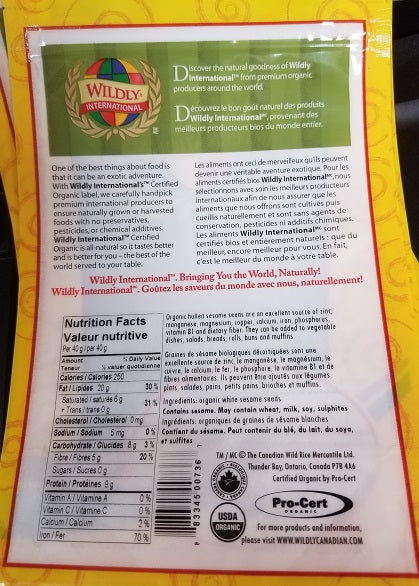 WILDLY®
INTERNATIONAL
Discover the natural goodness of Wildly
International™ from premium organic
producers around the world.
Découvrez le bon goût naturel des produits
Wildly International™, provenant des
meilleurs producteurs bios du monde entier.
One of the best things about food is
that it can be an exotic adventure.
With Wildly International's™ Certified
Organic label, we carefully handpick
premium international producers to
ensure naturally grown or harvested
foods with no preservatives,
pesticides, or chemical additives.
Wildly International™ Certified
Organic is all-natural so it tastes better
and is better for you – the best of the
world served to your table.
Les aliments ont ceci de merveilleux qu'ils peuvent
devenir une véritable aventure exotique. Pour les
aliments certifiés bios Wildly International™, nous
sélectionnons avec soin les meilleurs producteurs
internationaux afin de nous assurer que les
aliments que nous offrons sont cultivés puis
cueillis naturellement et sont sans agents de
conservation, pesticides ni additifs chimiques.
Les aliments Wildly International™ sont
certifiés bios et entièrement naturels : que du
meilleur, encore meilleur pour vous. En fait,
c'est le meilleur du monde à votre table.
Wildly International™. Bringing You the World, Naturally!
Wildly International™. Goûtez les saveurs du monde avec nous, naturellement!
Nutrition Facts
Valeur nutritive
Per 40 g / par 40 g
Amount % Daily Value
Teneur % valeur quotidienne
Calories / Calories 260
Fat / Lipides 20 g 30 %
Saturated / saturés 6 g 31 %
+ Trans / trans 0 g
Cholesterol / Cholestérol 0 mg
Sodium / Sodium 5 mg 0 %
Carbohydrate / Glucides 8 g 3 %
Fibre / Fibres 5 g 20 %
Sugars / Sucres 0 g
Protein / Protéines 9 g
Vitamin A / Vitamine A 0 %
Vitamin C / Vitamine C 0 %
Calcium / Calcium 2 %
Iron / Fer 70 %
Organic hulled sesame seeds are an excellent source of zinc,
manganese, magnesium, copper, calcium, iron, phosphorus,
vitamin B1 and dietary fiber. They can be added to vegetable
dishes, salads, breads, rolls, buns and muffins.
Graines de sésame biologiques décortiquées sont une
excellente source de zinc, le manganèse, le magnésium, le
cuivre, le calcium, le fer, le phosphore, la vitamine B1 et de
fibres alimentaires. Ils peuvent être ajoutés aux légumes
plats, salades, pains, petits pains, brioches et muffins.
Ingredients: organic white sesame seeds
Contains sesame. May contain wheat, milk, soy, sulphites
Ingrédients: organiques de graines de sésame blanches
Contient du sésame. Peut contenir du blé, du lait, du soya,
et sulfites
83345 00736
TM / MC © The Canadian Wild Rice Mercantile Ltd.
Thunder Bay, Ontario, Canada P7B 4A6
Certified Organic by Pro-Cert
USDA
ORGANIC
Pro-Cert
ORGANIC
For more products and information,
please visit WWW.WILDLYCANADIAN.COM